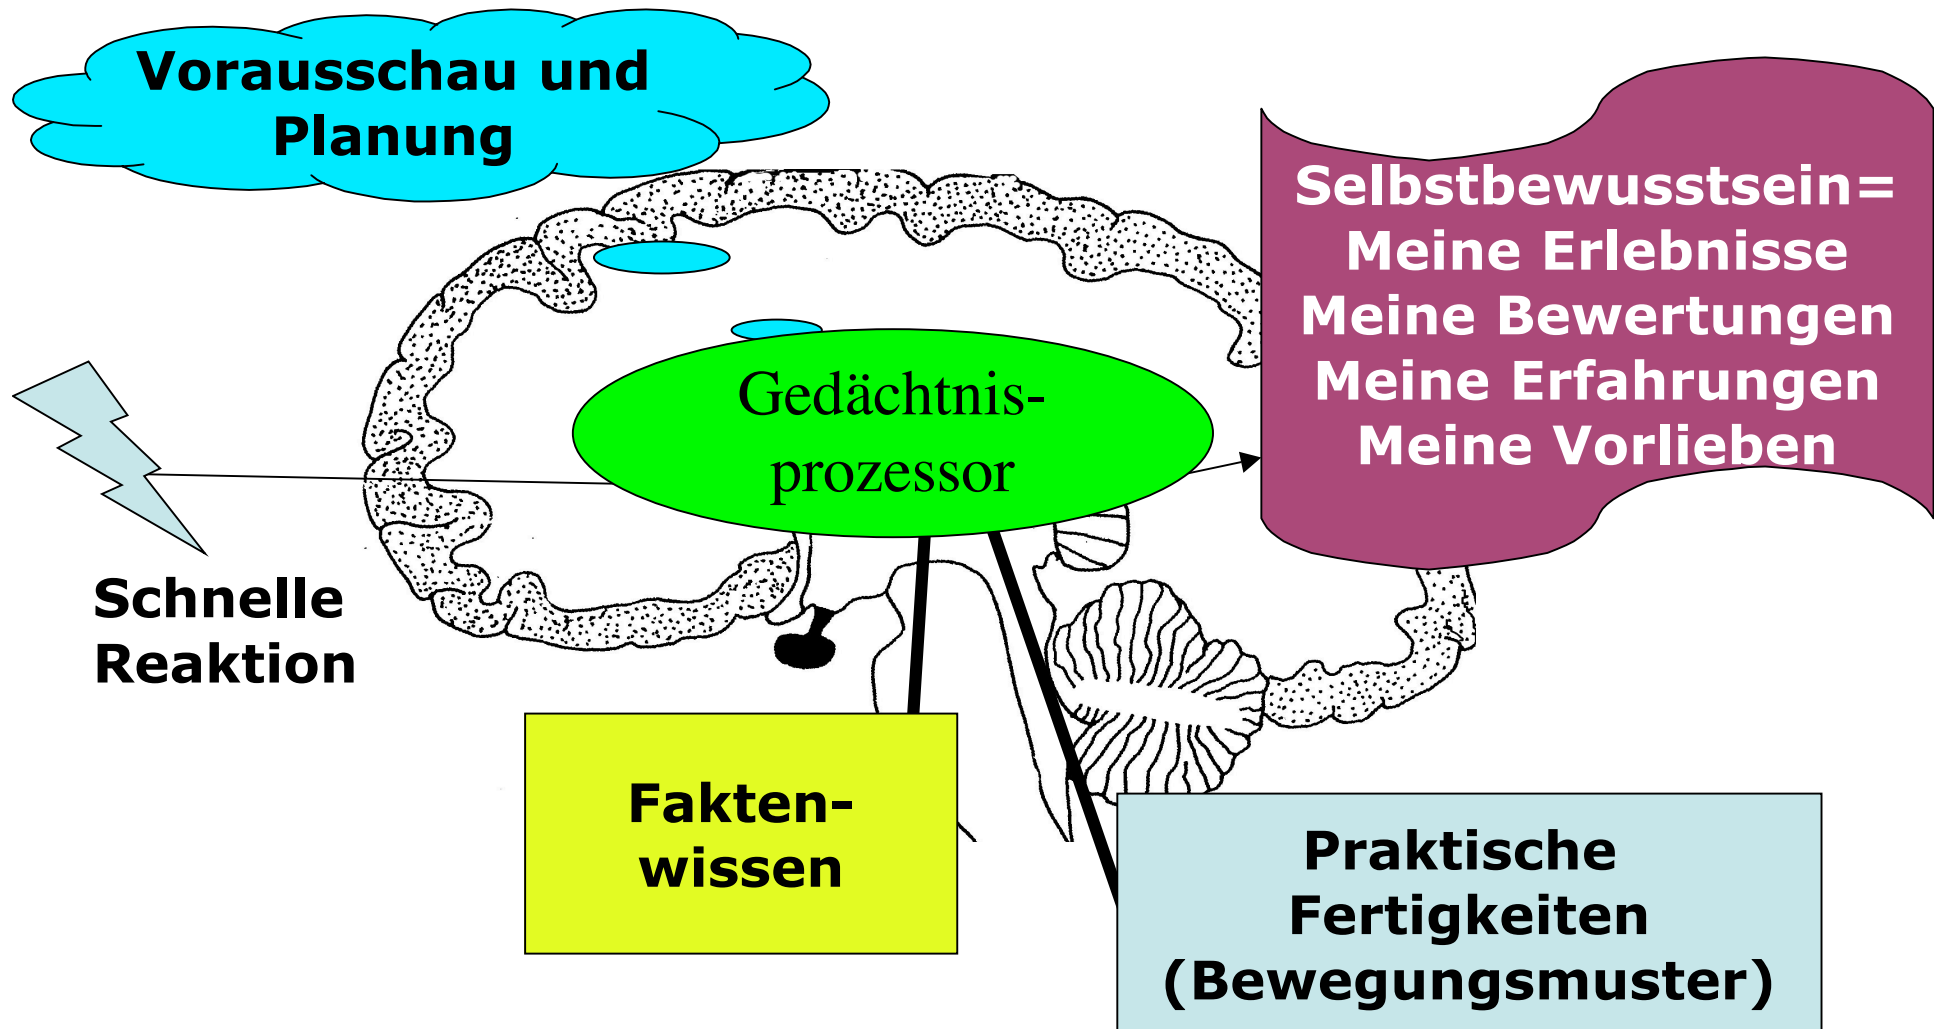 Vorausschau und
Planung
Selbstbewusstsein=
Meine Erlebnisse
Meine Bewertungen
Meine Erfahrungen
Meine Vorlieben
Gedächtnis-
prozessor
Schnelle
Reaktion
Fakten-
wissen
Praktische
Fertigkeiten
(Bewegungsmuster)